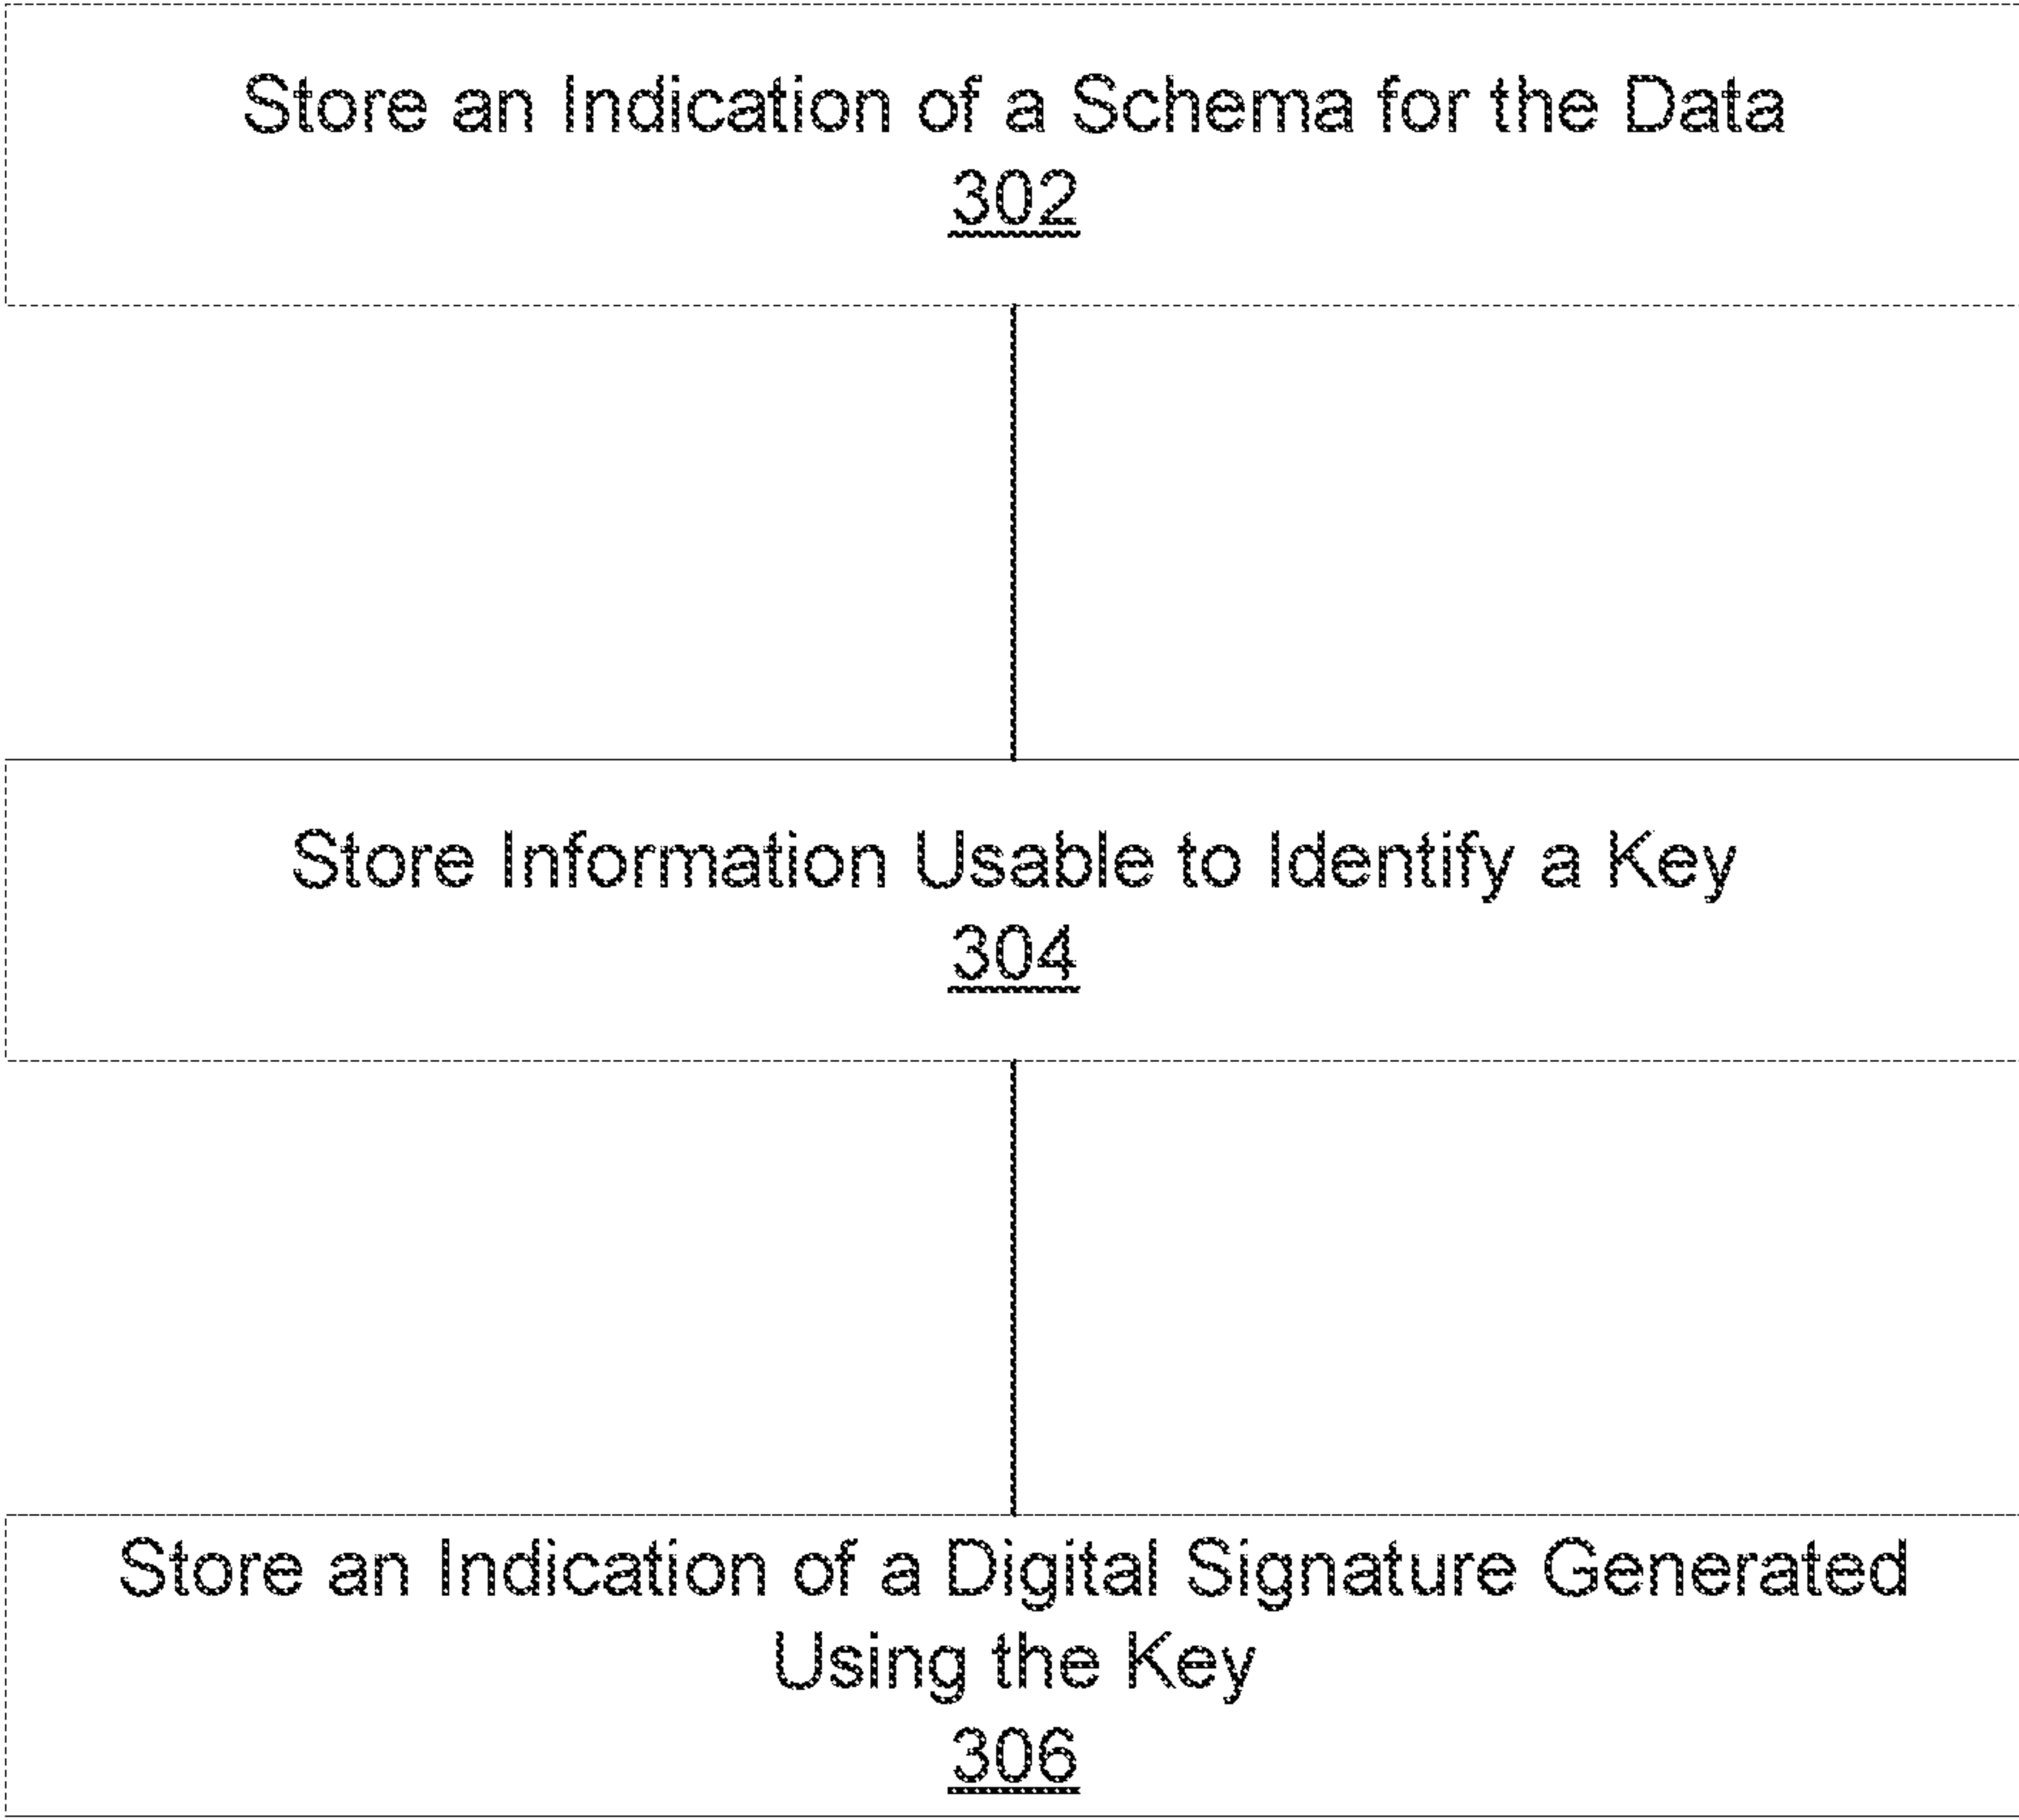 Store an Indication of a Schema for the Data
302
Store Information Usable to Identify a Key
304
Store an Indication of a Digital Signature Generated
Using the Key
306